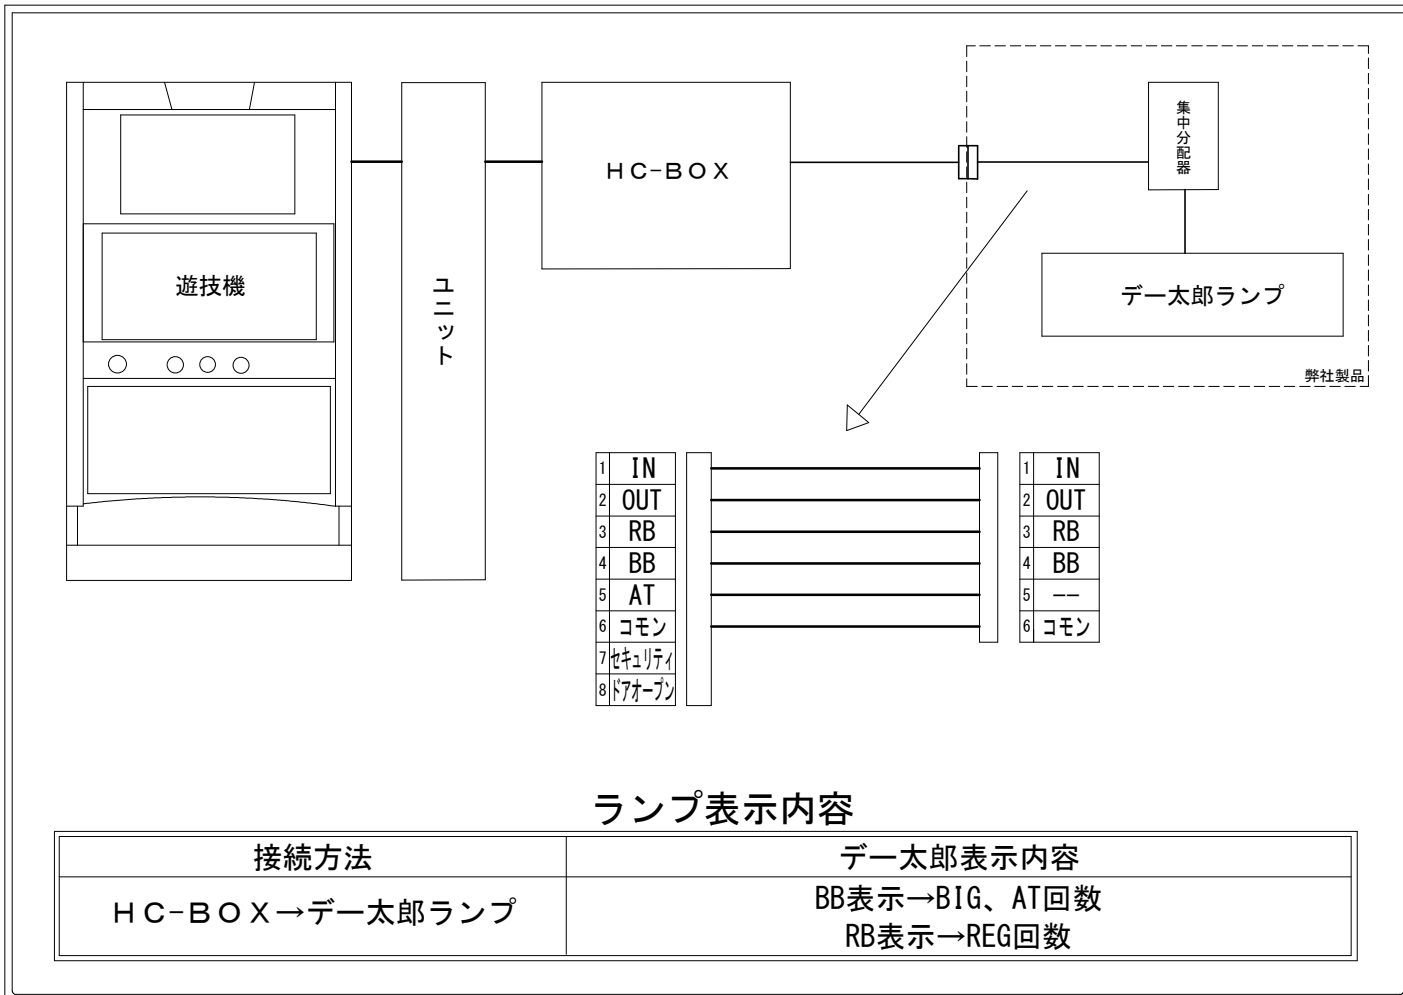 遊技機
ユニット
ＨＣ-ＢＯＸ
集中分配器
デー太郎ランプ
弊社製品
1 IN
2 OUT
3 RB
4 BB
5 AT
6 コモン
7 セキュリティ
8 ドアオープン
1 IN
2 OUT
3 RB
4 BB
5 --
6 コモン
ランプ表示内容
接続方法 デー太郎表示内容
ＨＣ-ＢＯＸ→デー太郎ランプ
BB表示→BIG、AT回数
RB表示→REG回数